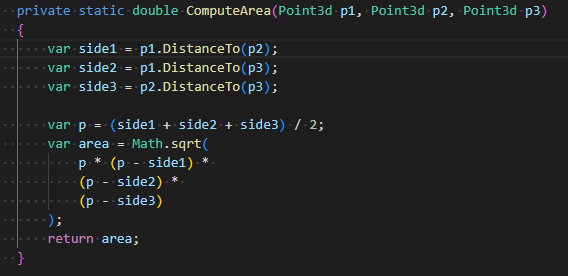 private static double ComputeArea(Point3d p1, Point3d p2, Point3d p3)
{
    var side1 = p1.DistanceTo(p2);
    var side2 = p1.DistanceTo(p3);
    var side3 = p2.DistanceTo(p3);

    var p = (side1 + side2 + side3) / 2;
    var area = Math.sqrt(
        p * (p - side1) *
        (p - side2) *
        (p - side3)
    );
    return area;
}